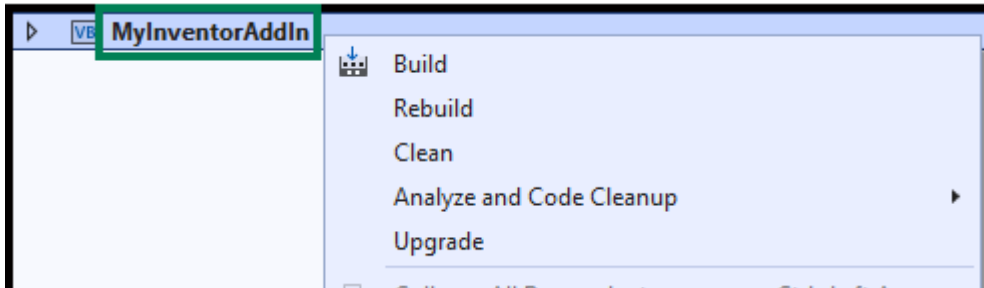 VB MyInventorAddIn
Build
Rebuild
Clean
Analyze and Code Cleanup
Upgrade